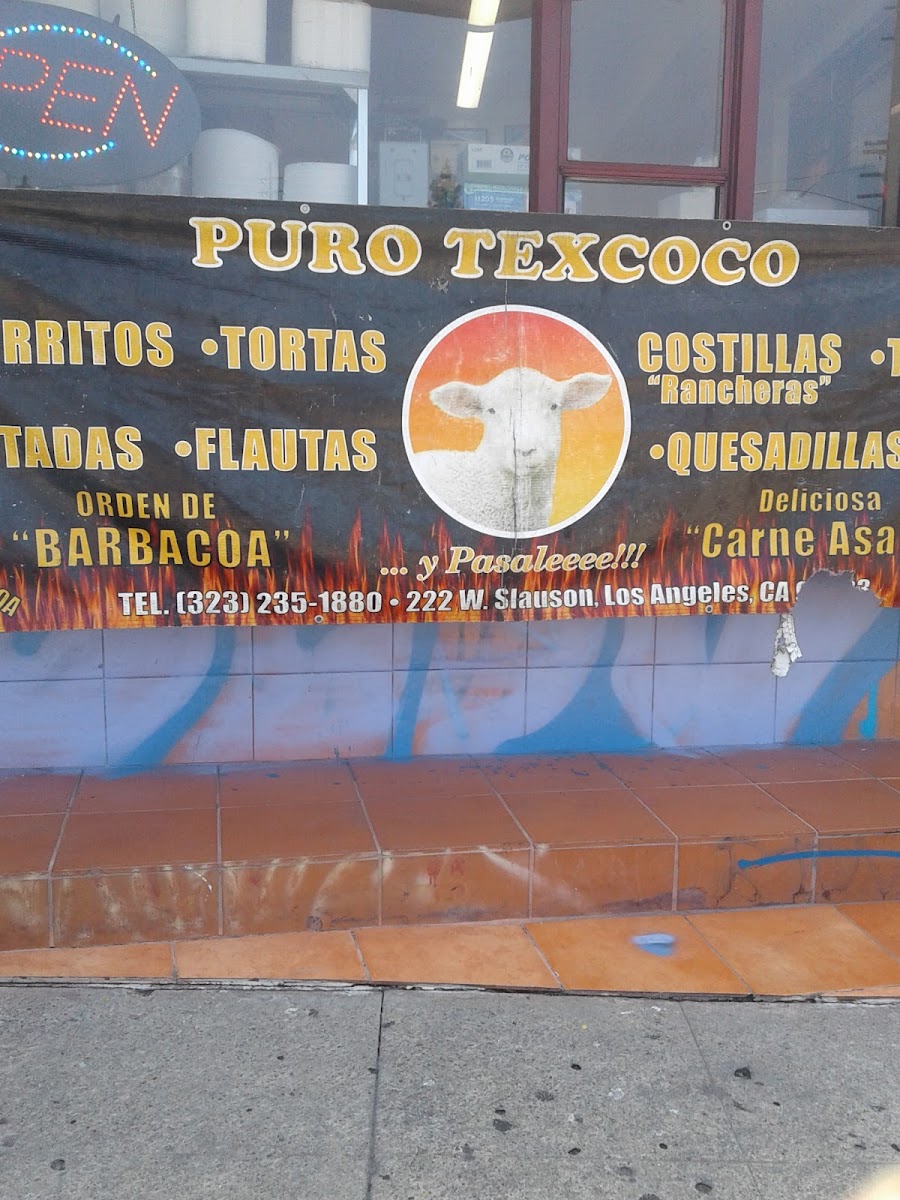 PEN
PURO TEXCOCO
RRITOS •TORTAS
COSTILLAS •T
"Rancheras"
TADAS •FLAUTAS
•QUESADILLAS
ORDEN DE
"BARBACOA"
Deliciosa
"Carne Asa
... y Pasaleeee!!!
OA
TEL. (323) 235-1880 • 222 W. Slauson, Los Angeles, CA